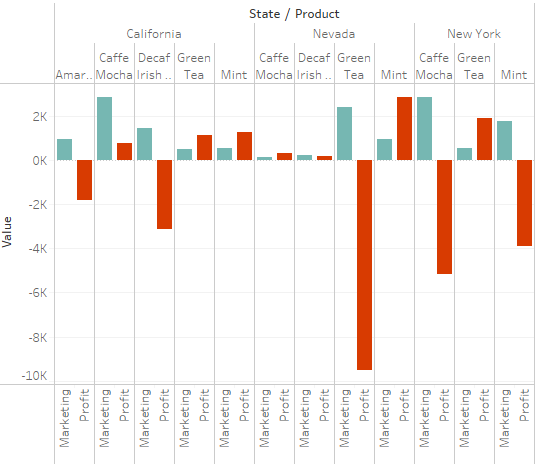 State / Product
California Nevada New York
Amar.. Caffe Mocha Decaf Irish .. Green Tea Mint Caffe Mocha Decaf Irish .. Green Tea Mint Caffe Mocha Green Tea Mint
Value
2K
0K
-2K
-4K
-6K
-8K
-10K
Marketing Profit Marketing Profit Marketing Profit Marketing Profit Marketing Profit Marketing Profit Marketing Profit Marketing Profit Marketing Profit Marketing Profit Marketing Profit Marketing Profit